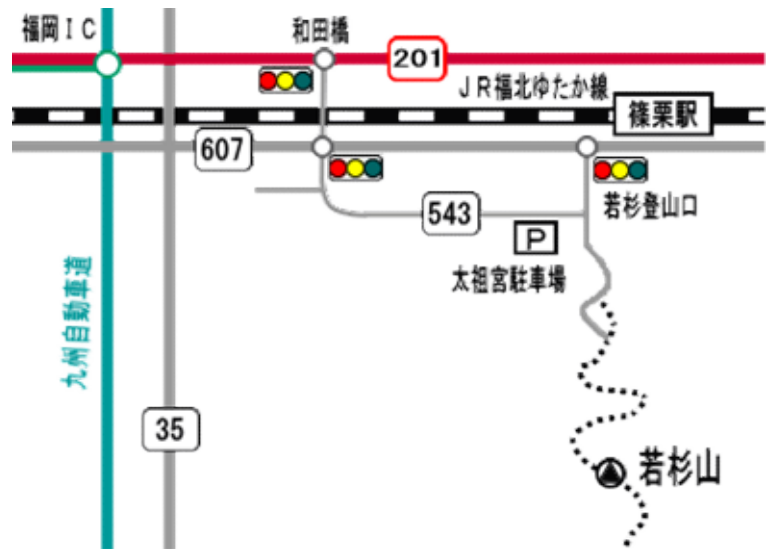 福岡IC
和田橋
201
JR福北ゆたか線
篠栗駅
607
若杉登山口
543
P
太祖宮駐車場
九州自動車道
35
若杉山